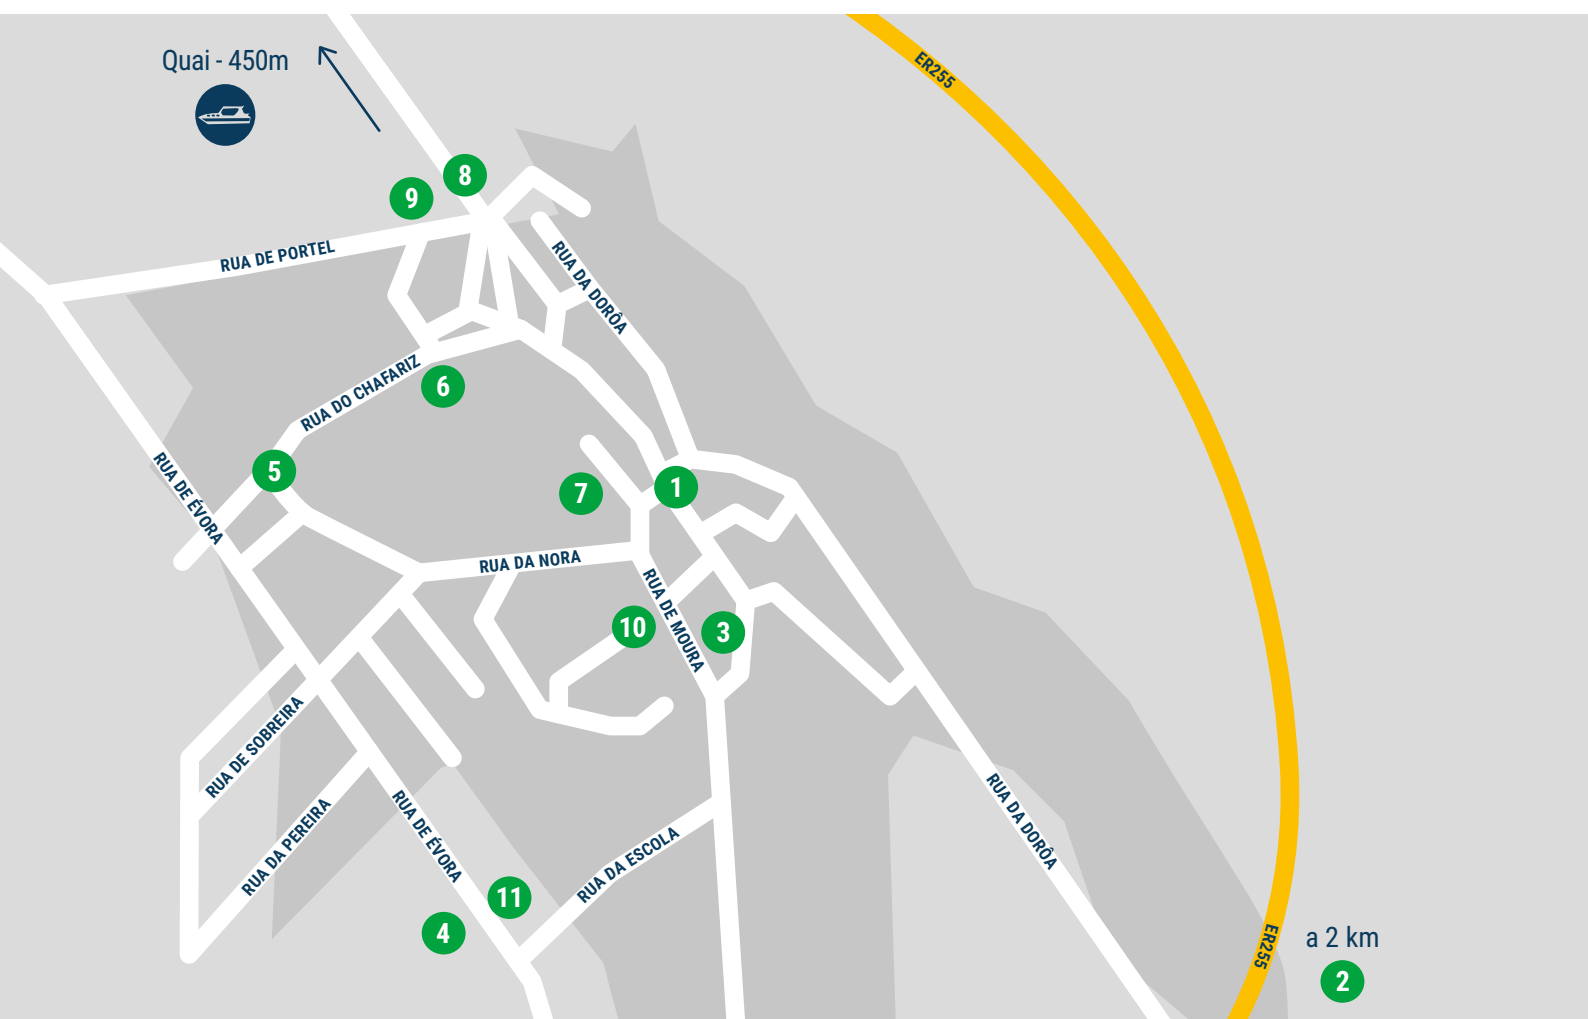 ER255
Quai - 450m
8
9
RUA DE PORTEL
RUA DA DORÔA
RUA DO CHAFARIZ
6
5
RUA DE ÉVORA
7
1
RUA DA NORA
RUA DE MOURA
10
3
RUA DE SOBREIRA
RUA DA PEREIRA
RUA DE ÉVORA
RUA DA ESCOLA
RUA DA DORÔA
11
4
ER255
a 2 km
2